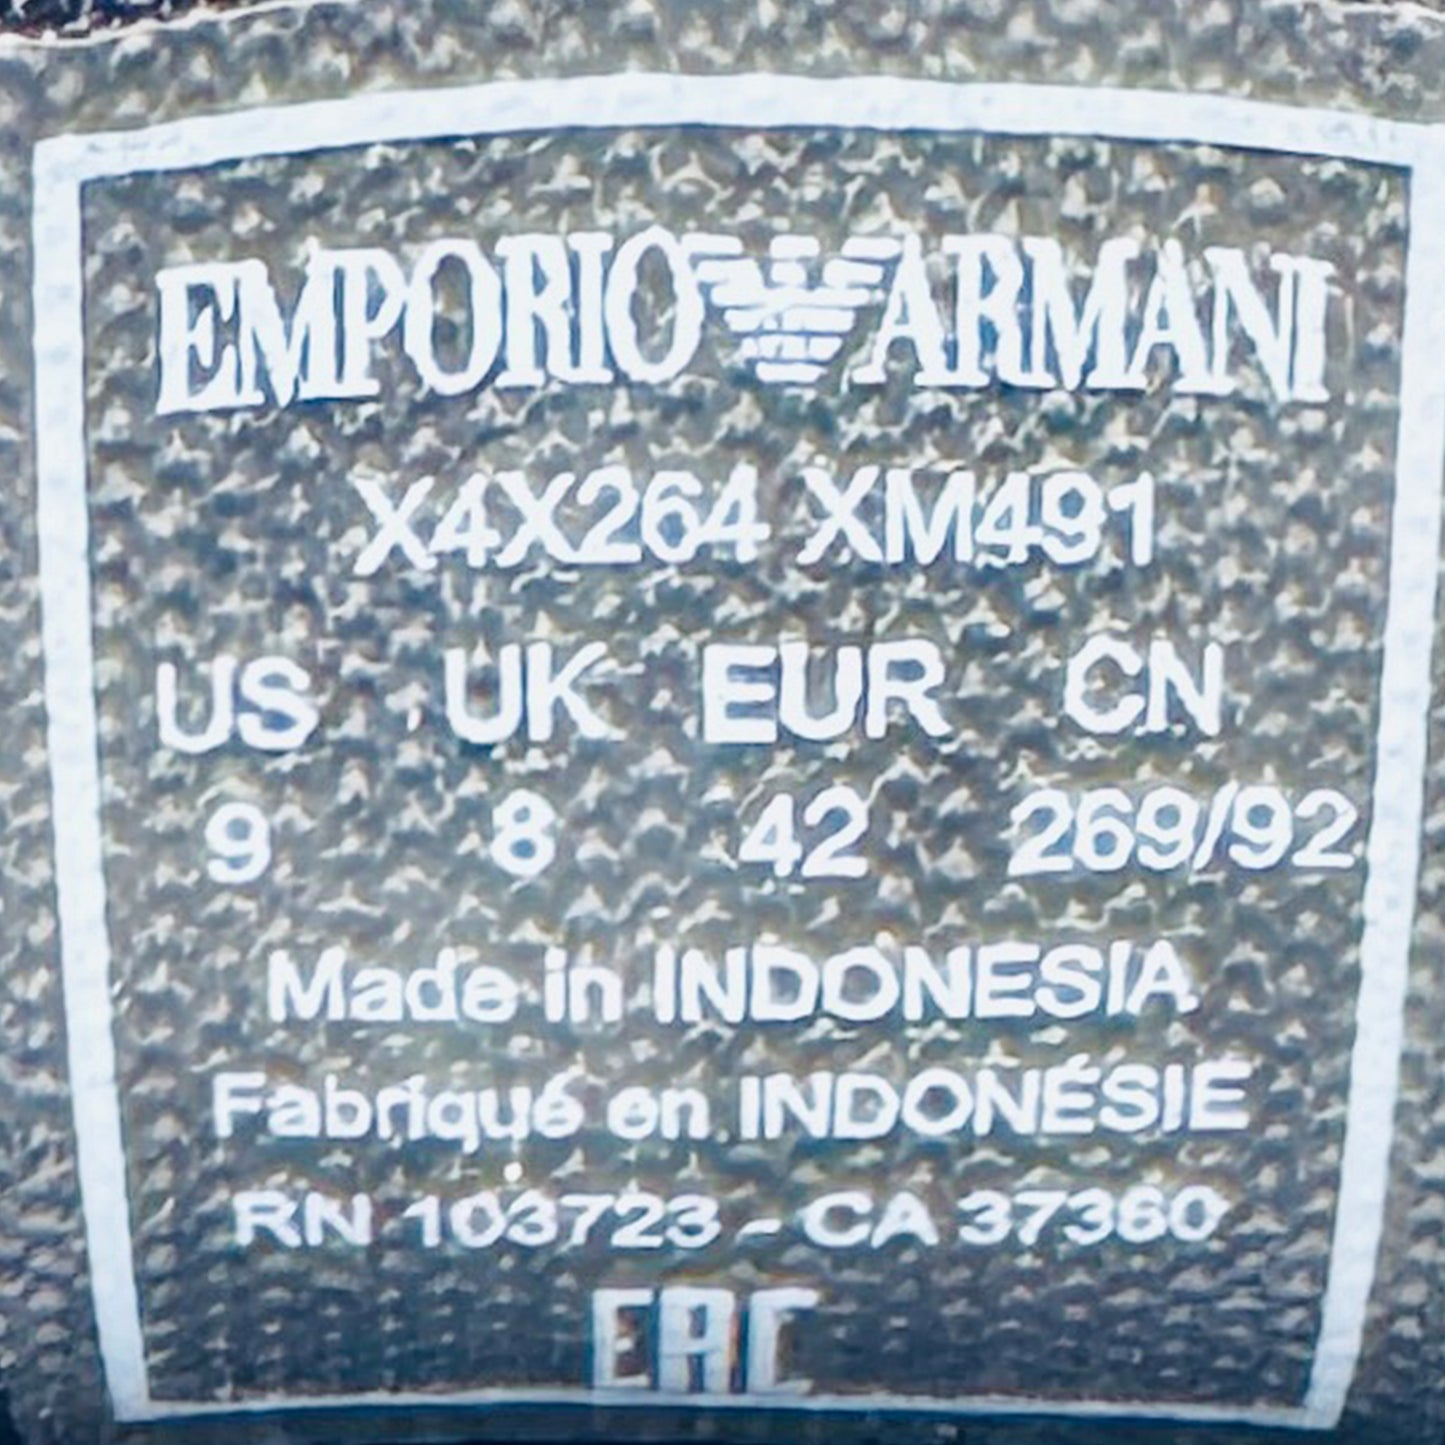 EMPORIO ARMANI
X4X264 XM491
US UK EUR CN
9 8 42 269/92
Made in INDONESIA
Fabriqué en INDONÉSIE
RN 103723 - CA 37360
EAC